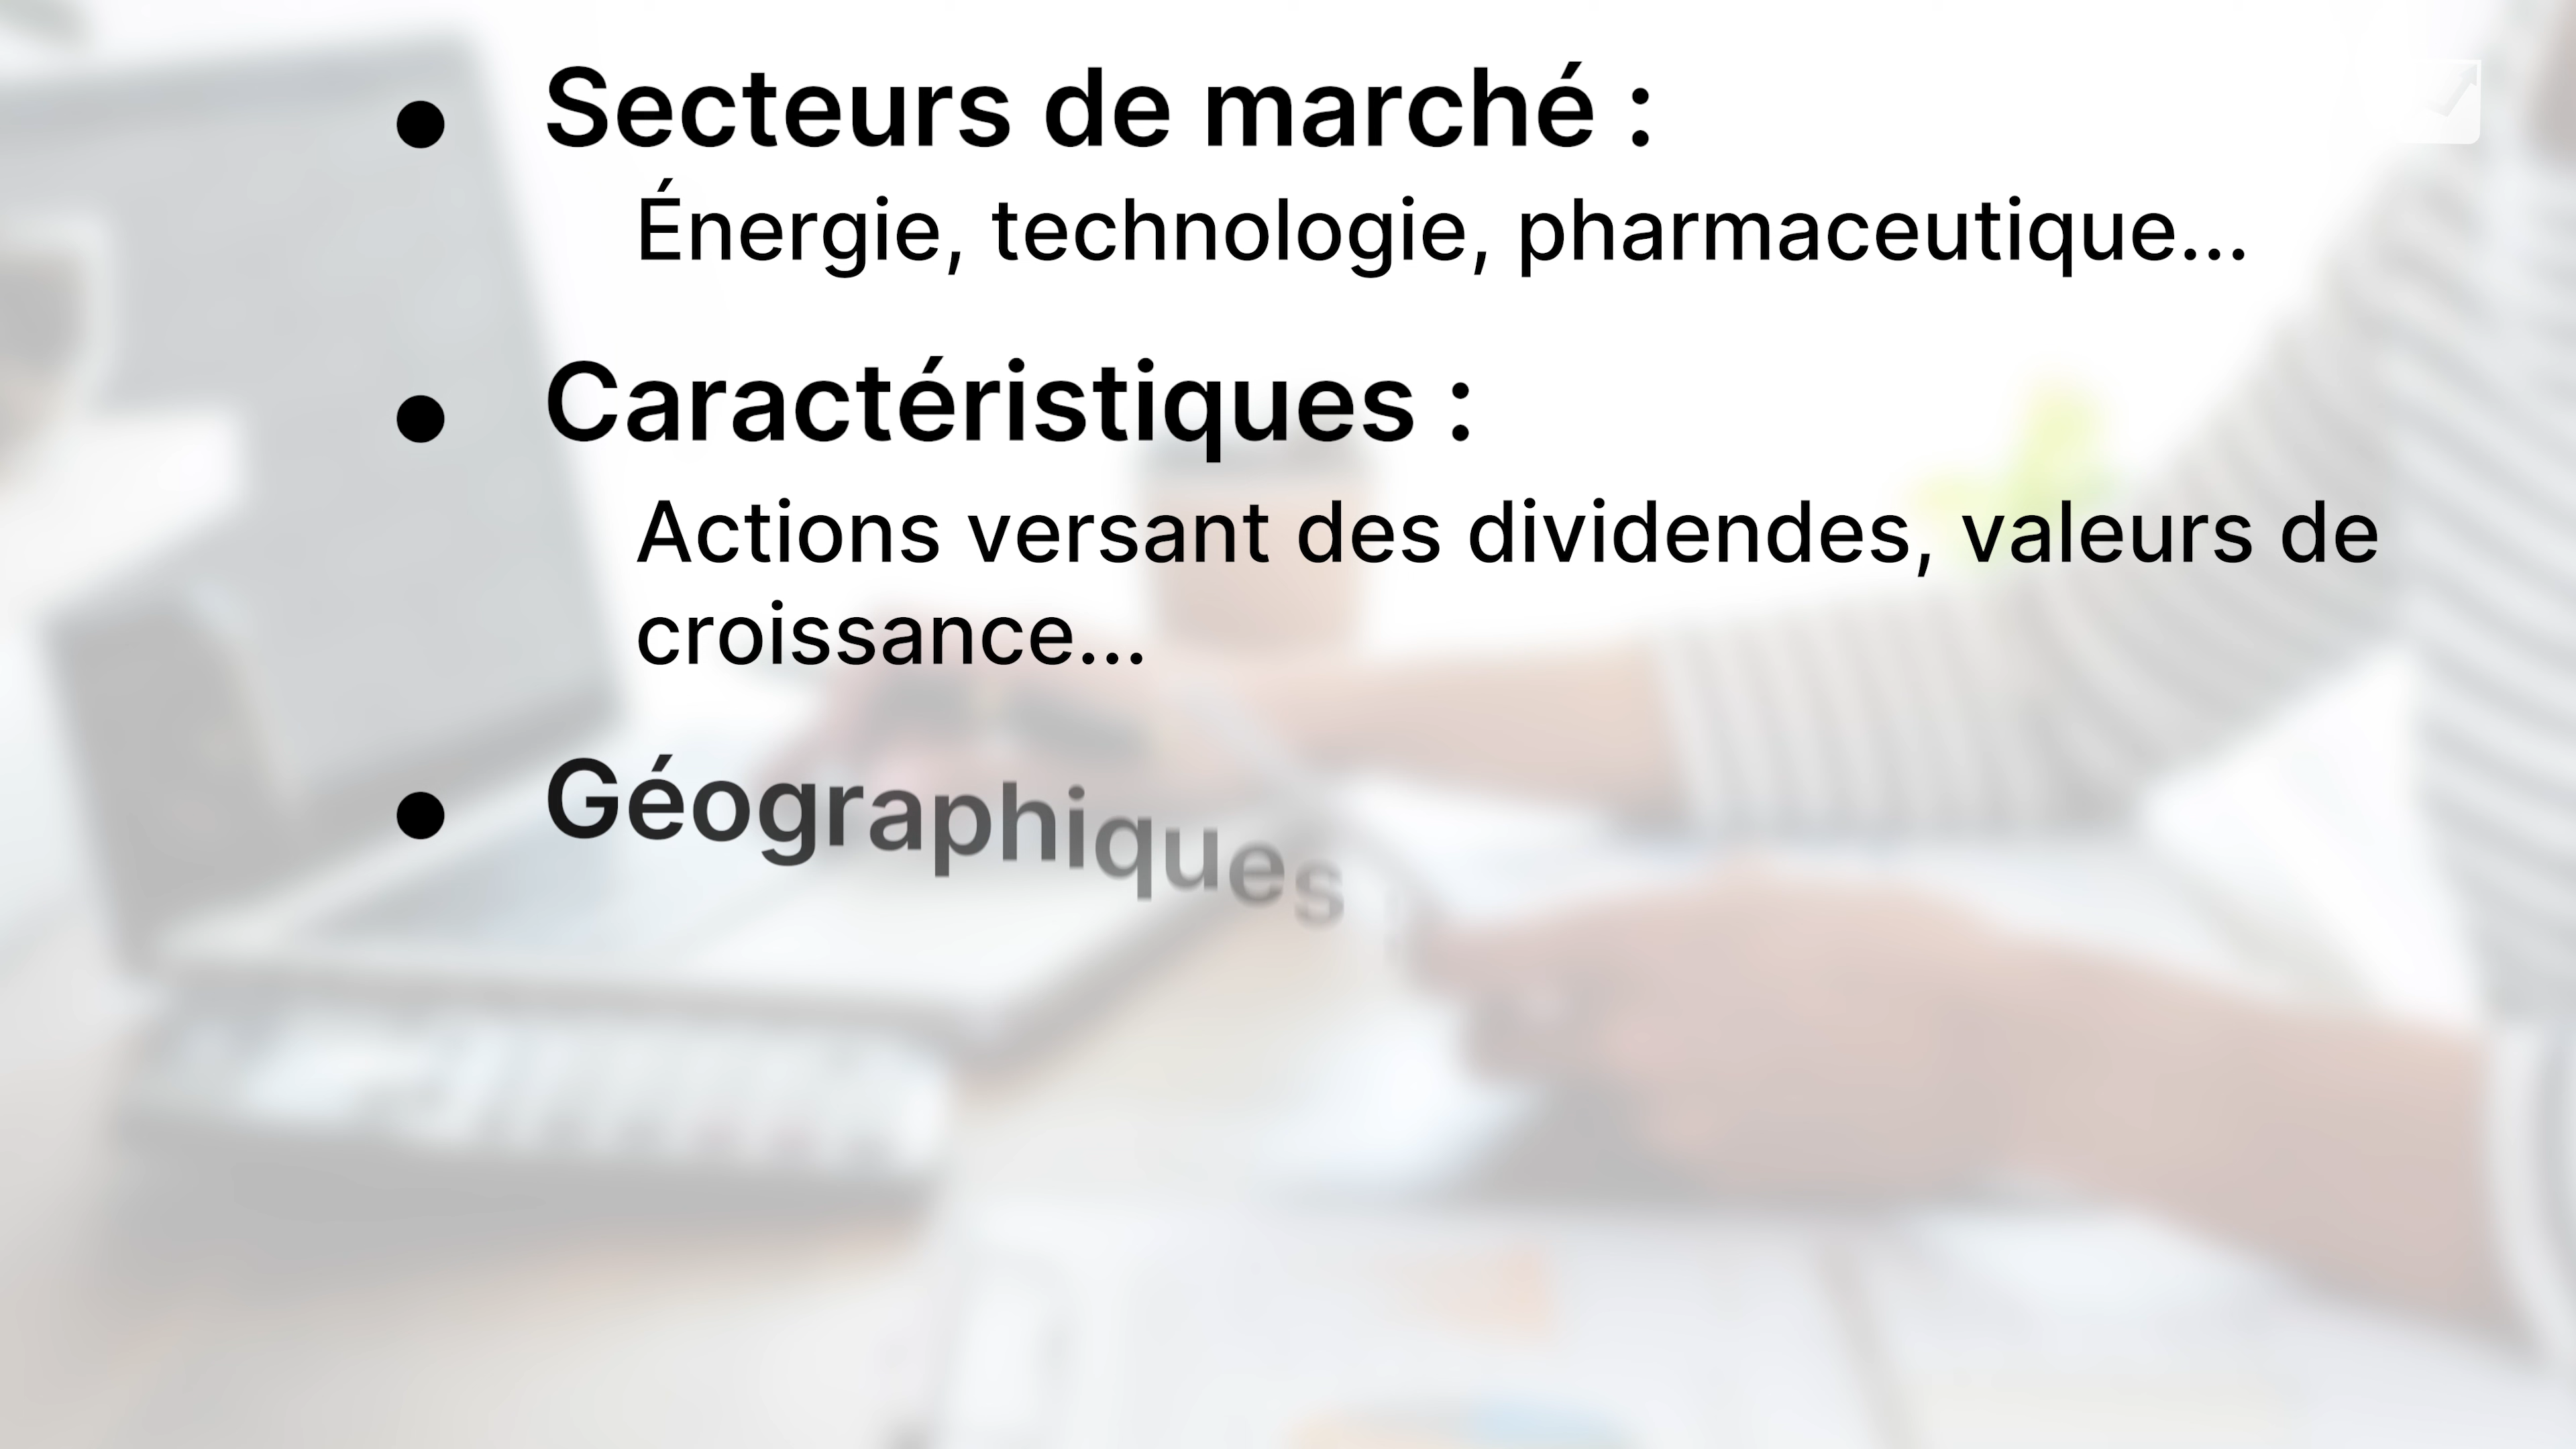 • Secteurs de marché :
Énergie, technologie, pharmaceutique...
• Caractéristiques :
Actions versant des dividendes, valeurs de
croissance...
• Géographiques